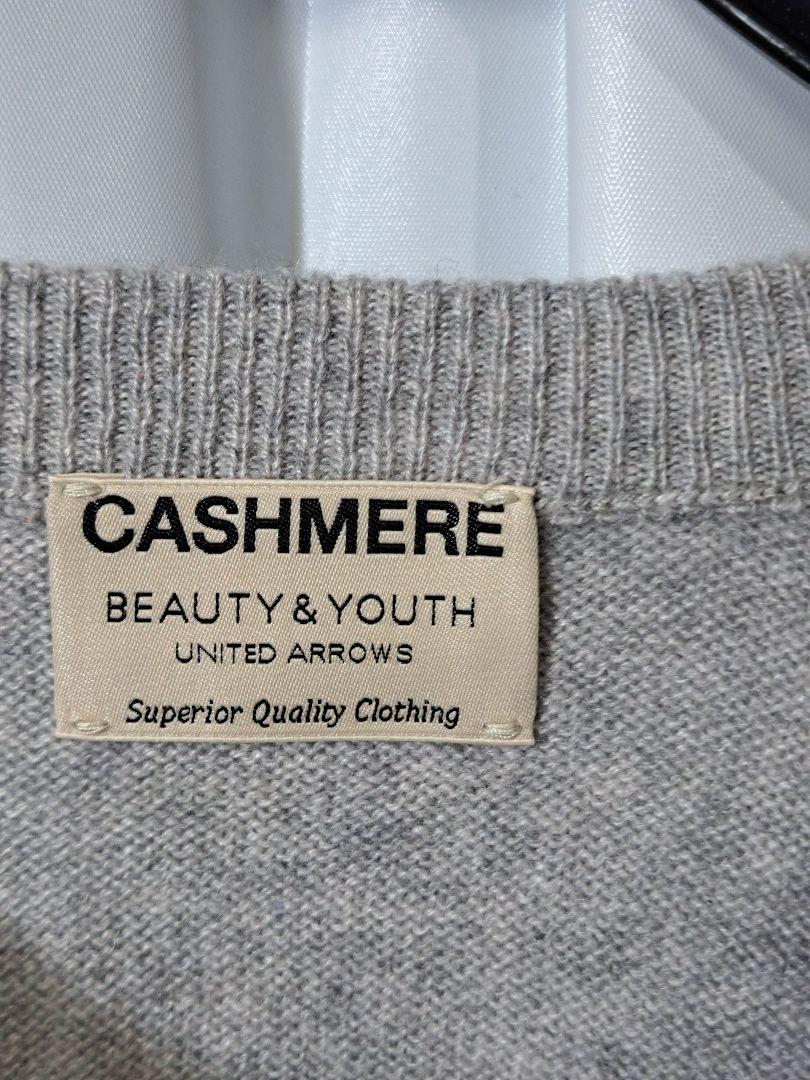 CASHMERE
BEAUTY & YOUTH
UNITED ARROWS
Superior Quality Clothing